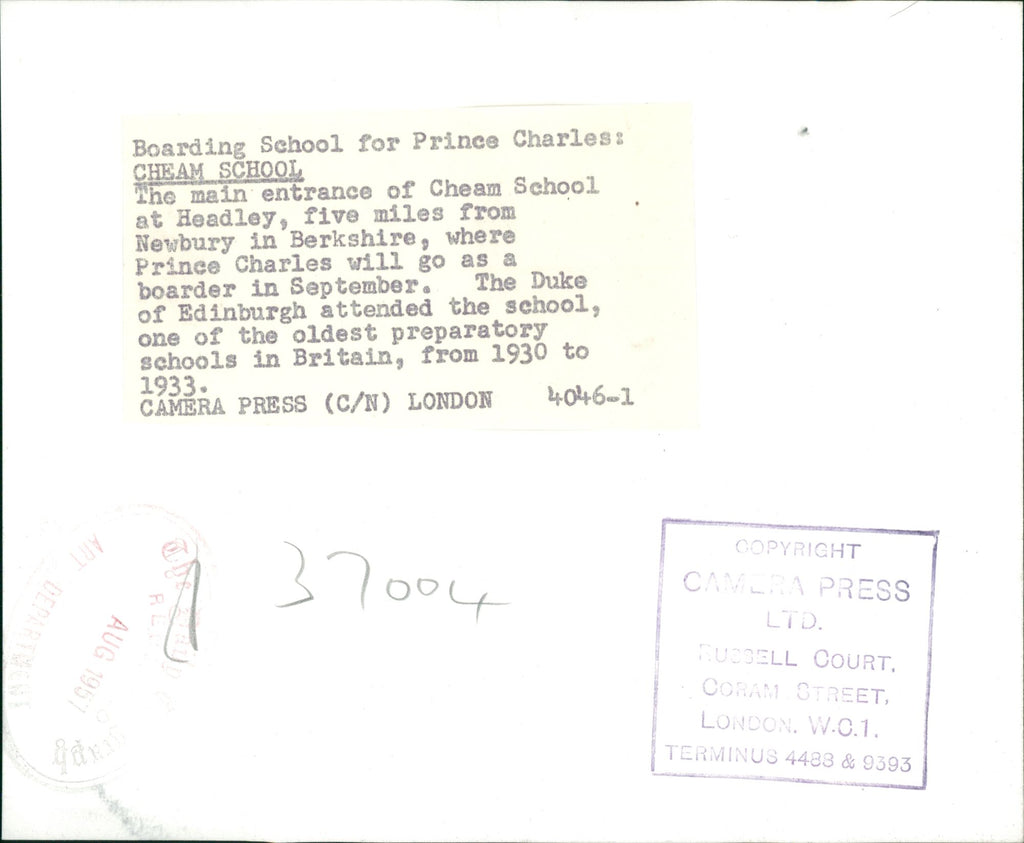 Boarding School for Prince Charles:
CHEAM SCHOOL
The main entrance of Cheam School
at Headley, five miles from
Newbury in Berkshire, where
Prince Charles will go as a
boarder in September. The Duke
of Edinburgh attended the school,
one of the oldest preparatory
schools in Britain, from 1930 to
1933.
CAMERA PRESS (C/N) LONDON 4046-1
ART DEPARTMENT
AUG 1957
37004
COPYRIGHT
CAMERA PRESS
LTD.
RUSSELL COURT,
CORAM STREET,
LONDON. W.C.1.
TERMINUS 4488 & 9393